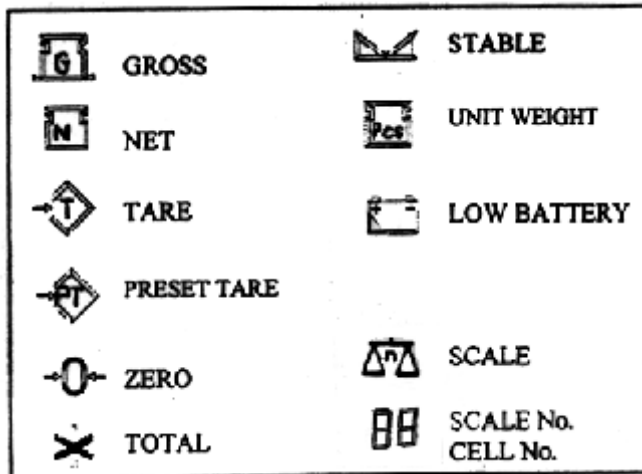 G GROSS
N NET
T TARE
PT PRESET TARE
0 ZERO
TOTAL
STABLE
Pcs UNIT WEIGHT
+ - LOW BATTERY
n SCALE
88 SCALE No.
CELL No.